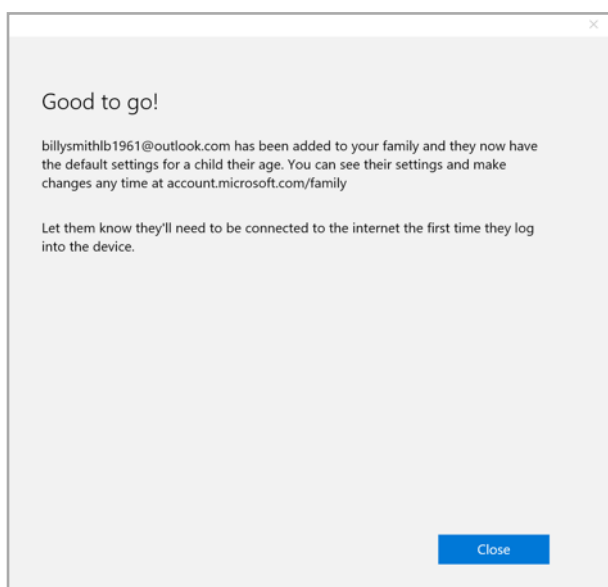 Good to go!
billysmithlb1961@outlook.com has been added to your family and they now have
the default settings for a child their age. You can see their settings and make
changes any time at account.microsoft.com/family
Let them know they'll need to be connected to the internet the first time they log
into the device.
Close